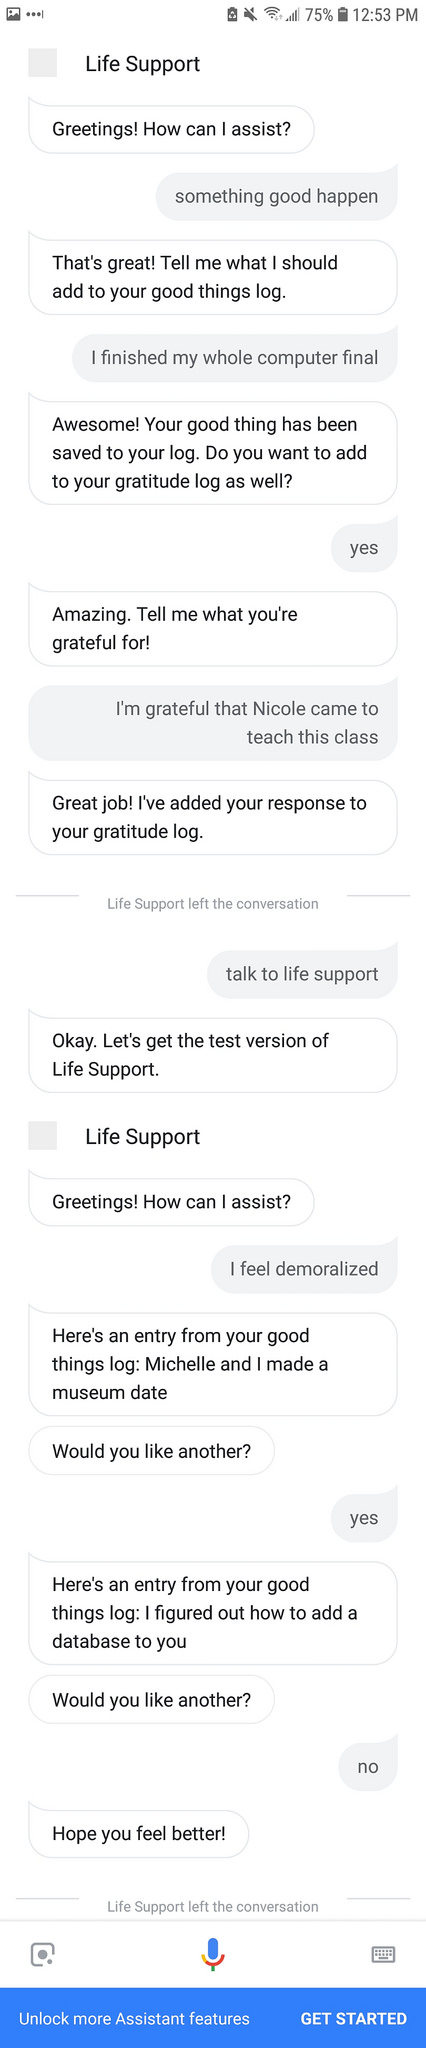 75% 12:53 PM
Life Support
Greetings! How can I assist?
something good happen
That's great! Tell me what I should
add to your good things log.
I finished my whole computer final
Awesome! Your good thing has been
saved to your log. Do you want to add
to your gratitude log as well?
yes
Amazing. Tell me what you're
grateful for!
I'm grateful that Nicole came to
teach this class
Great job! I've added your response to
your gratitude log.
Life Support left the conversation
talk to life support
Okay. Let's get the test version of
Life Support.
Life Support
Greetings! How can I assist?
I feel demoralized
Here's an entry from your good
things log: Michelle and I made a
museum date
Would you like another?
yes
Here's an entry from your good
things log: I figured out how to add a
database to you
Would you like another?
no
Hope you feel better!
Life Support left the conversation
Unlock more Assistant features GET STARTED